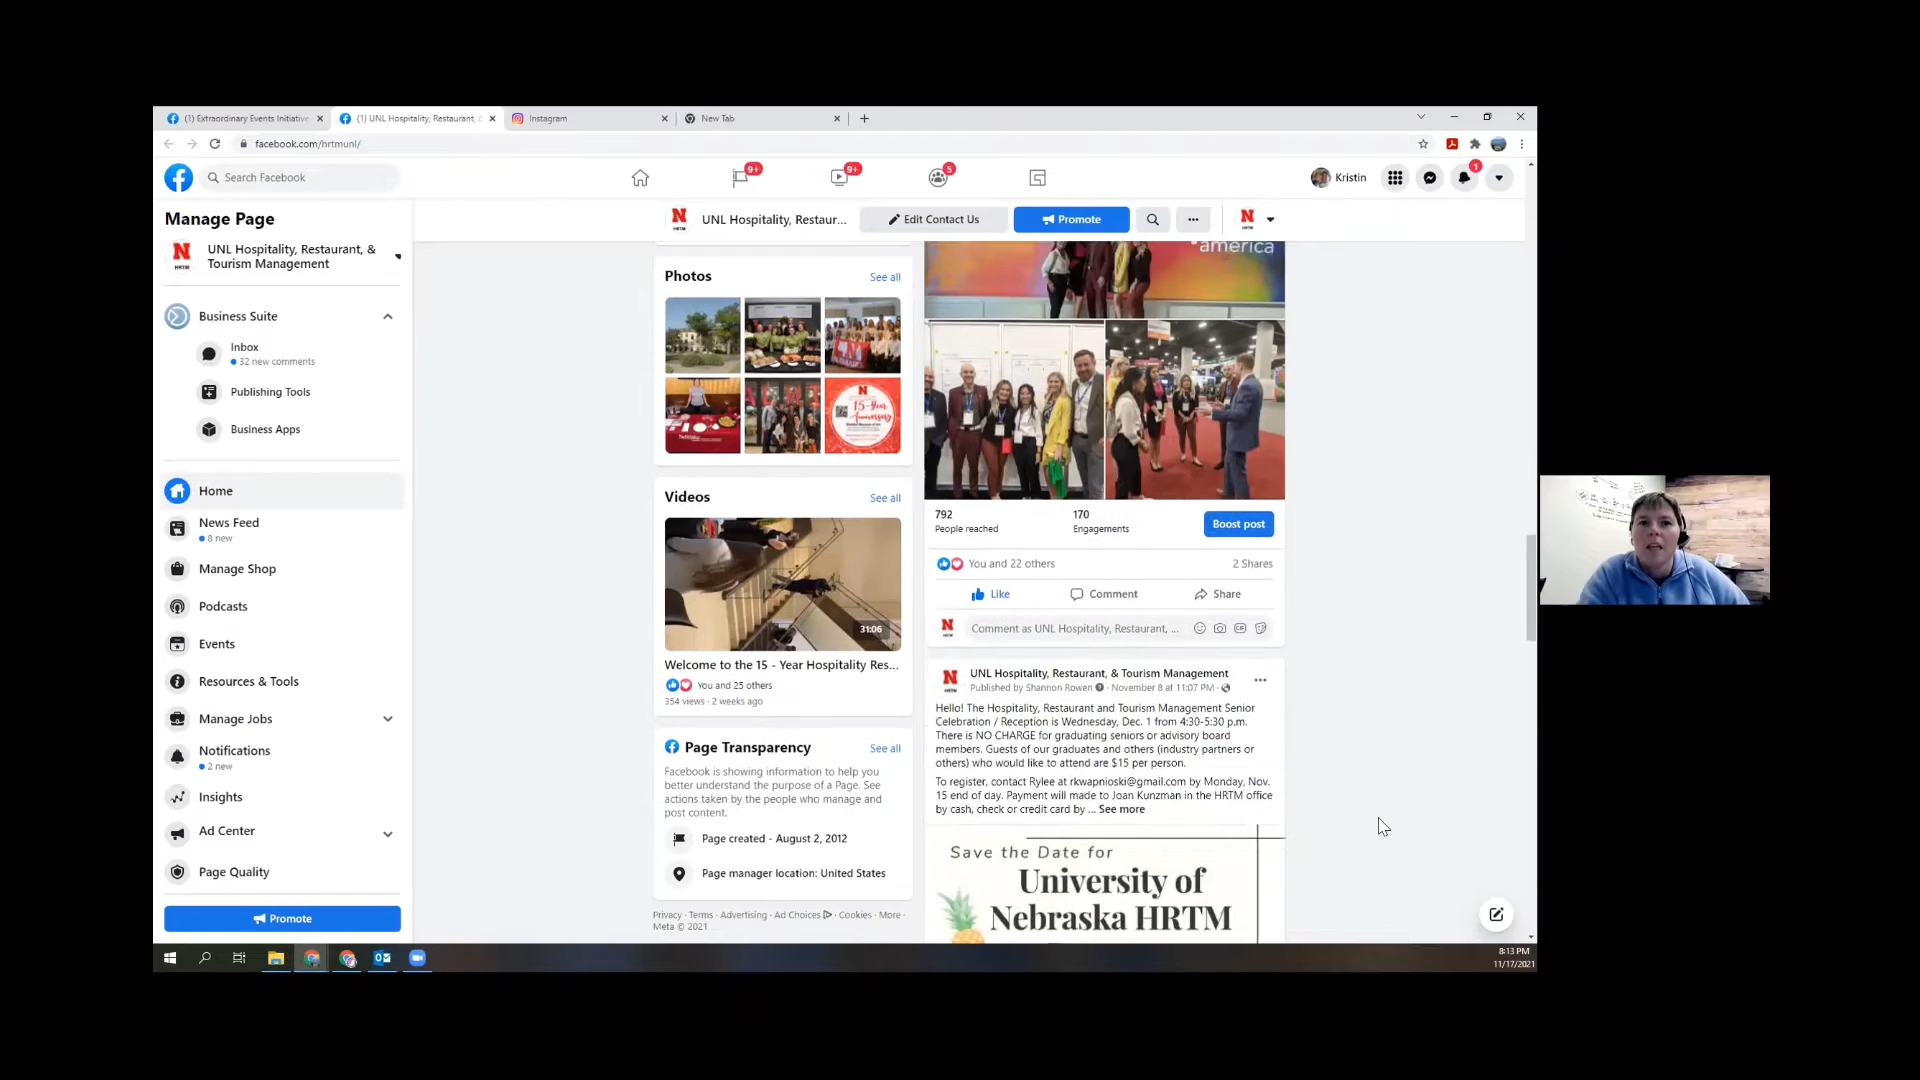 (1) Extraordinary Events Initiative
(1) UNL Hospitality, Restaurant, &
Instagram
New Tab
facebook.com/hrtmunl/
Search Facebook
9+
9+
5
Kristin
1
Manage Page
UNL Hospitality, Restaur...
Edit Contact Us
Promote
N
HRTM
UNL Hospitality, Restaurant, &
Tourism Management
Business Suite
Inbox
32 new comments
Publishing Tools
Business Apps
Home
News Feed
8 new
Manage Shop
Podcasts
Events
Resources & Tools
Manage Jobs
Notifications
2 new
Insights
Ad Center
Page Quality
Promote
Photos
See all
15-Year
Anniversary
Videos
See all
31:06
Welcome to the 15 - Year Hospitality Res...
You and 25 others
354 views · 2 weeks ago
Page Transparency
See all
Facebook is showing information to help you
better understand the purpose of a Page. See
actions taken by the people who manage and
post content.
Page created - August 2, 2012
Page manager location: United States
Privacy · Terms · Advertising · Ad Choices · Cookies · More ·
Meta © 2021
america
792
People reached
170
Engagements
Boost post
You and 22 others
2 Shares
Like
Comment
Share
Comment as UNL Hospitality, Restaurant, ...
UNL Hospitality, Restaurant, & Tourism Management
Published by Shannon Rowen · November 8 at 11:07 PM ·
Hello! The Hospitality, Restaurant and Tourism Management Senior
Celebration / Reception is Wednesday, Dec. 1 from 4:30-5:30 p.m.
There is NO CHARGE for graduating seniors or advisory board
members. Guests of our graduates and others (industry partners or
others) who would like to attend are $15 per person.
To register, contact Rylee at rkwapnioski@gmail.com by Monday, Nov.
15 end of day. Payment will made to Joan Kunzman in the HRTM office
by cash, check or credit card by ... See more
Save the Date for
University of
Nebraska HRTM
8:13 PM
11/17/2021